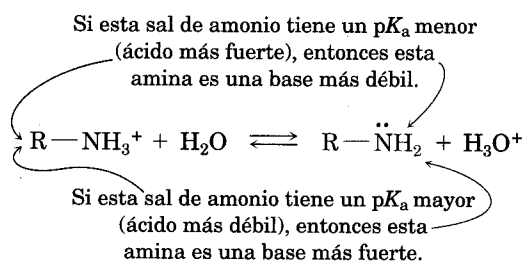 Si esta sal de amonio tiene un pKa menor
(ácido más fuerte), entonces esta
amina es una base más débil.
R—NH₃⁺ + H₂O ⇌ R—N̈H₂ + H₃O⁺
Si esta sal de amonio tiene un pKa mayor
(ácido más débil), entonces esta
amina es una base más fuerte.